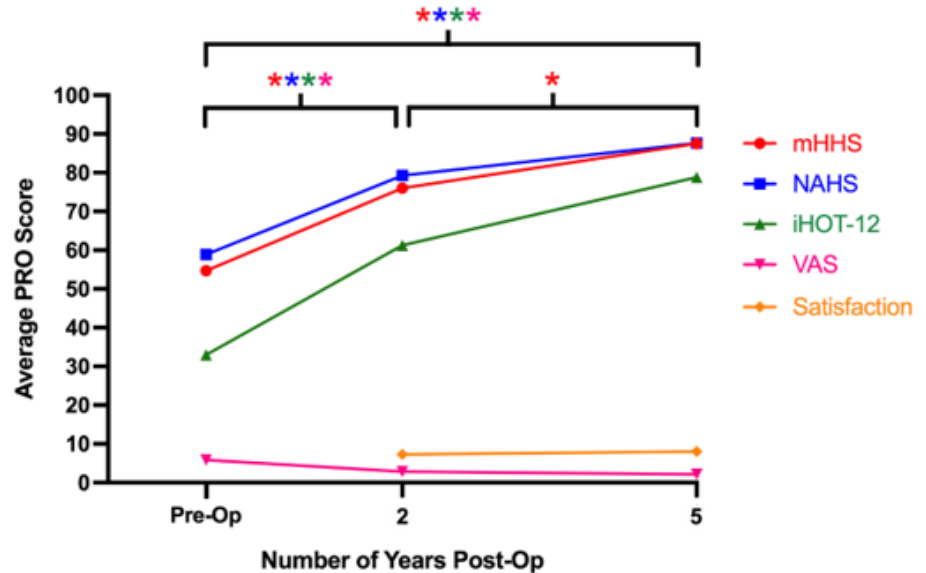 ****
**** *
100
90
80
70
60
50
40
30
20
10
0
Average PRO Score
Pre-Op 2 5
Number of Years Post-Op
mHHS
NAHS
iHOT-12
VAS
Satisfaction